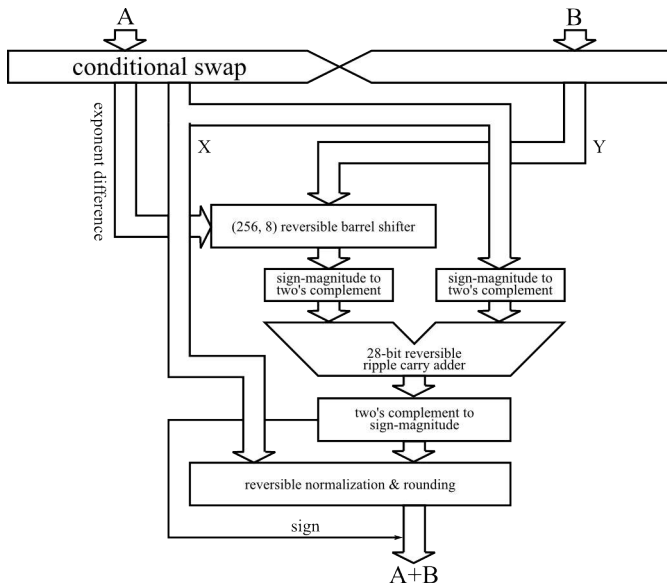 A
B
conditional swap
exponent difference
X
Y
(256, 8) reversible barrel shifter
sign-magnitude to
two's complement
sign-magnitude to
two's complement
28-bit reversible
ripple carry adder
two's complement to
sign-magnitude
reversible normalization & rounding
sign
A+B